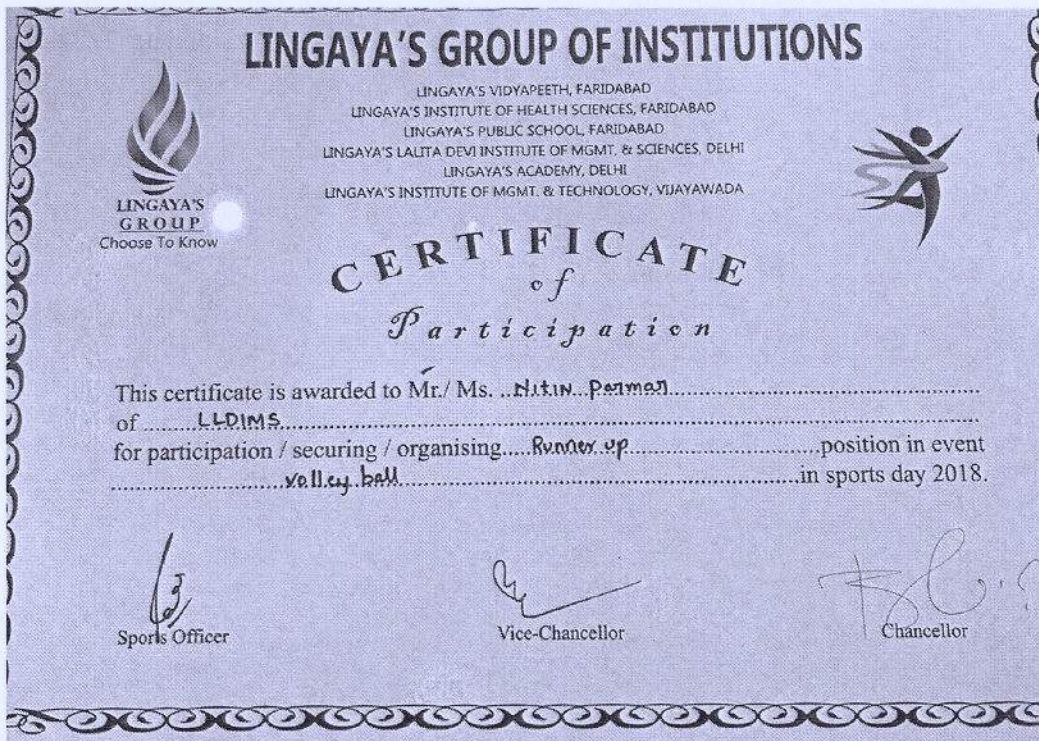 LINGAYA'S GROUP OF INSTITUTIONS
LINGAYA'S VIDYAPEETH, FARIDABAD
LINGAYA'S INSTITUTE OF HEALTH SCIENCES, FARIDABAD
LINGAYA'S PUBLIC SCHOOL, FARIDABAD
LINGAYA'S LALITA DEVI INSTITUTE OF MGMT. & SCIENCES, DELHI
LINGAYA'S ACADEMY, DELHI
LINGAYA'S INSTITUTE OF MGMT. & TECHNOLOGY, VIJAYAWADA
LINGAYA'S
GROUP
Choose To Know
CERTIFICATE
of
Participation
This certificate is awarded to Mr./ Ms. ..Nitin Parmar..........
of ........LLDIMS..........
for participation / securing / organising.....Runner up..........position in event
..........volley ball..........in sports day 2018.
Sports Officer
Vice-Chancellor
Chancellor